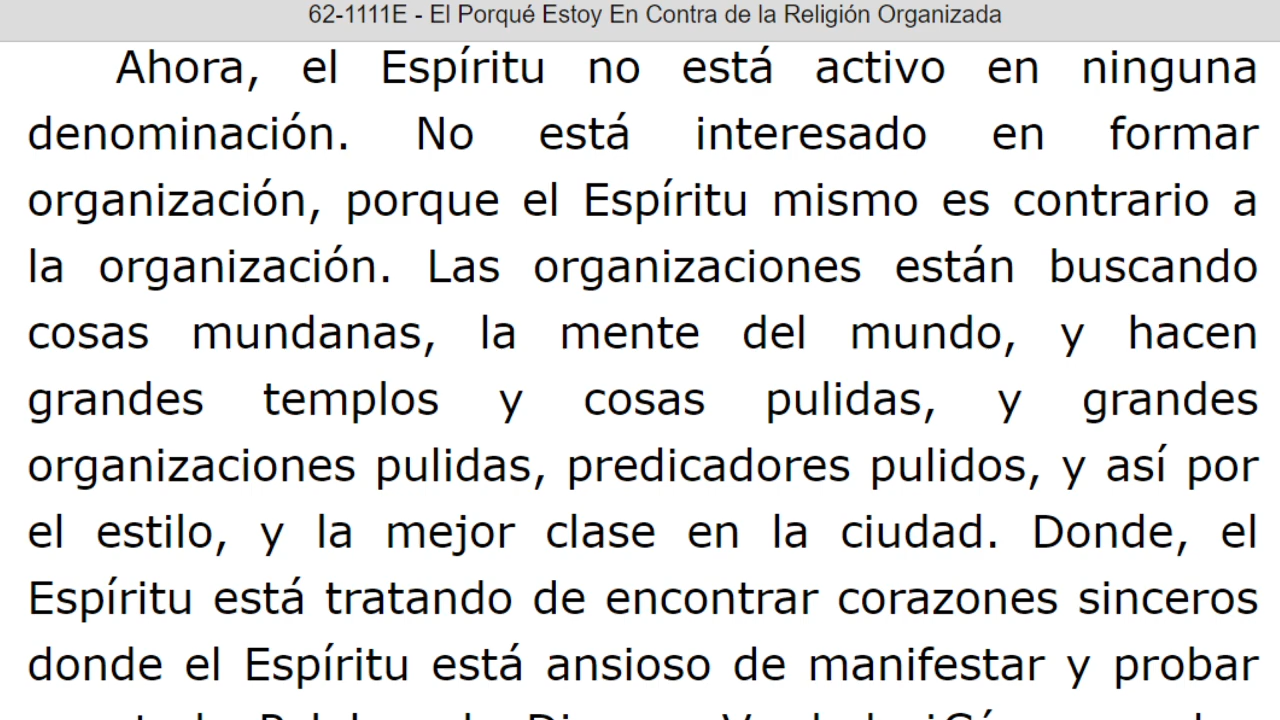 62-1111E - El Porqué Estoy En Contra de la Religión Organizada
Ahora, el Espíritu no está activo en ninguna
denominación. No está interesado en formar
organización, porque el Espíritu mismo es contrario a
la organización. Las organizaciones están buscando
cosas mundanas, la mente del mundo, y hacen
grandes templos y cosas pulidas, y grandes
organizaciones pulidas, predicadores pulidos, y así por
el estilo, y la mejor clase en la ciudad. Donde, el
Espíritu está tratando de encontrar corazones sinceros
donde el Espíritu está ansioso de manifestar y probar